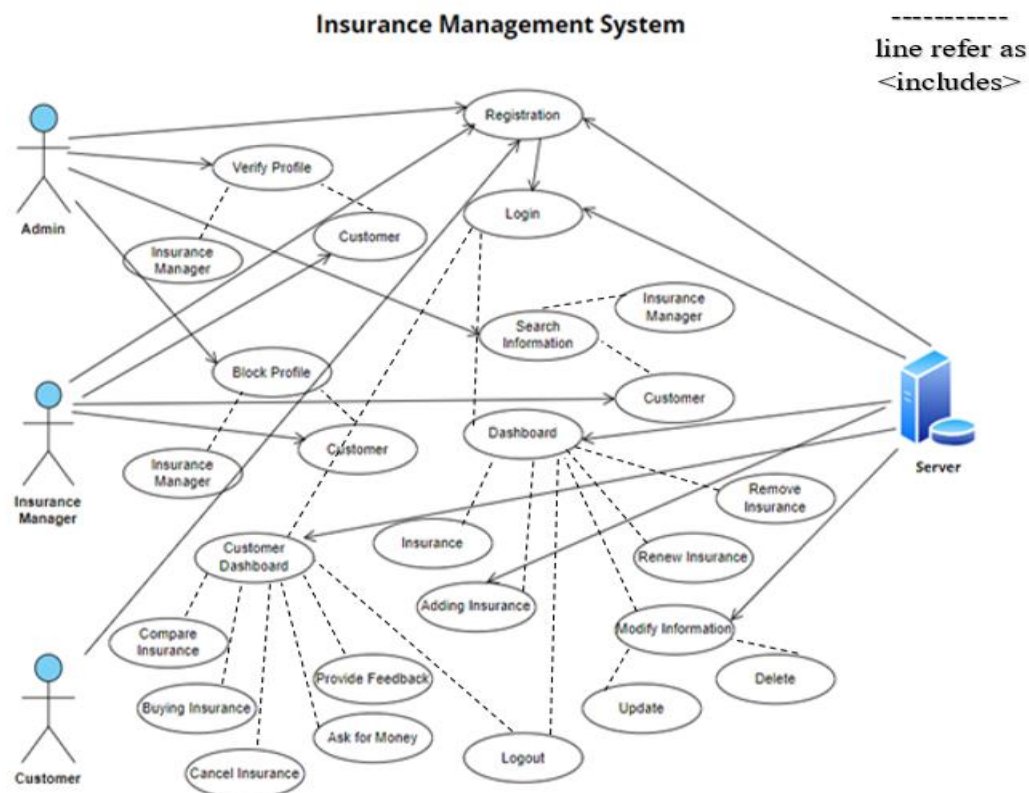 Insurance Management System
-----------
line refer as
<includes>
Registration
Verify Profile
Admin
Login
Customer
Insurance
Manager
Insurance
Manager
Search
Information
Block Profile
Customer
Dashboard
Customer
Insurance
Manager
Server
Insurance
Manager
Remove
Insurance
Insurance
Customer
Dashboard
Renew Insurance
Adding Insurance
Modify Information
Compare
Insurance
Provide Feedback
Delete
Buying Insurance
Update
Ask for Money
Logout
Cancel Insurance
Customer